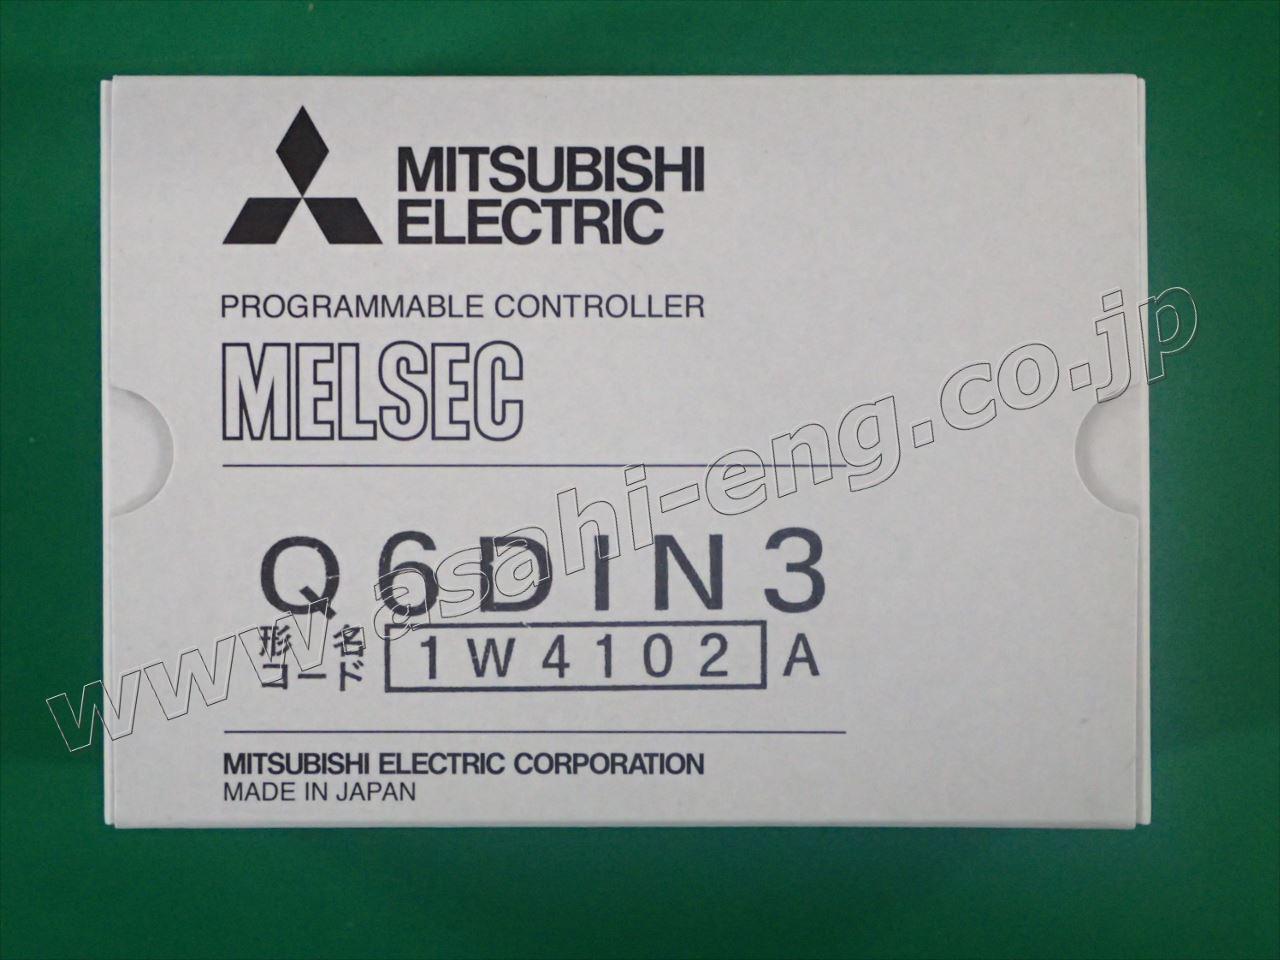 MITSUBISHI
ELECTRIC
PROGRAMMABLE CONTROLLER
MELSEC
Q6DIN3
形名
コード 1W4102 A
MITSUBISHI ELECTRIC CORPORATION
MADE IN JAPAN
www.asahi-eng.co.jp